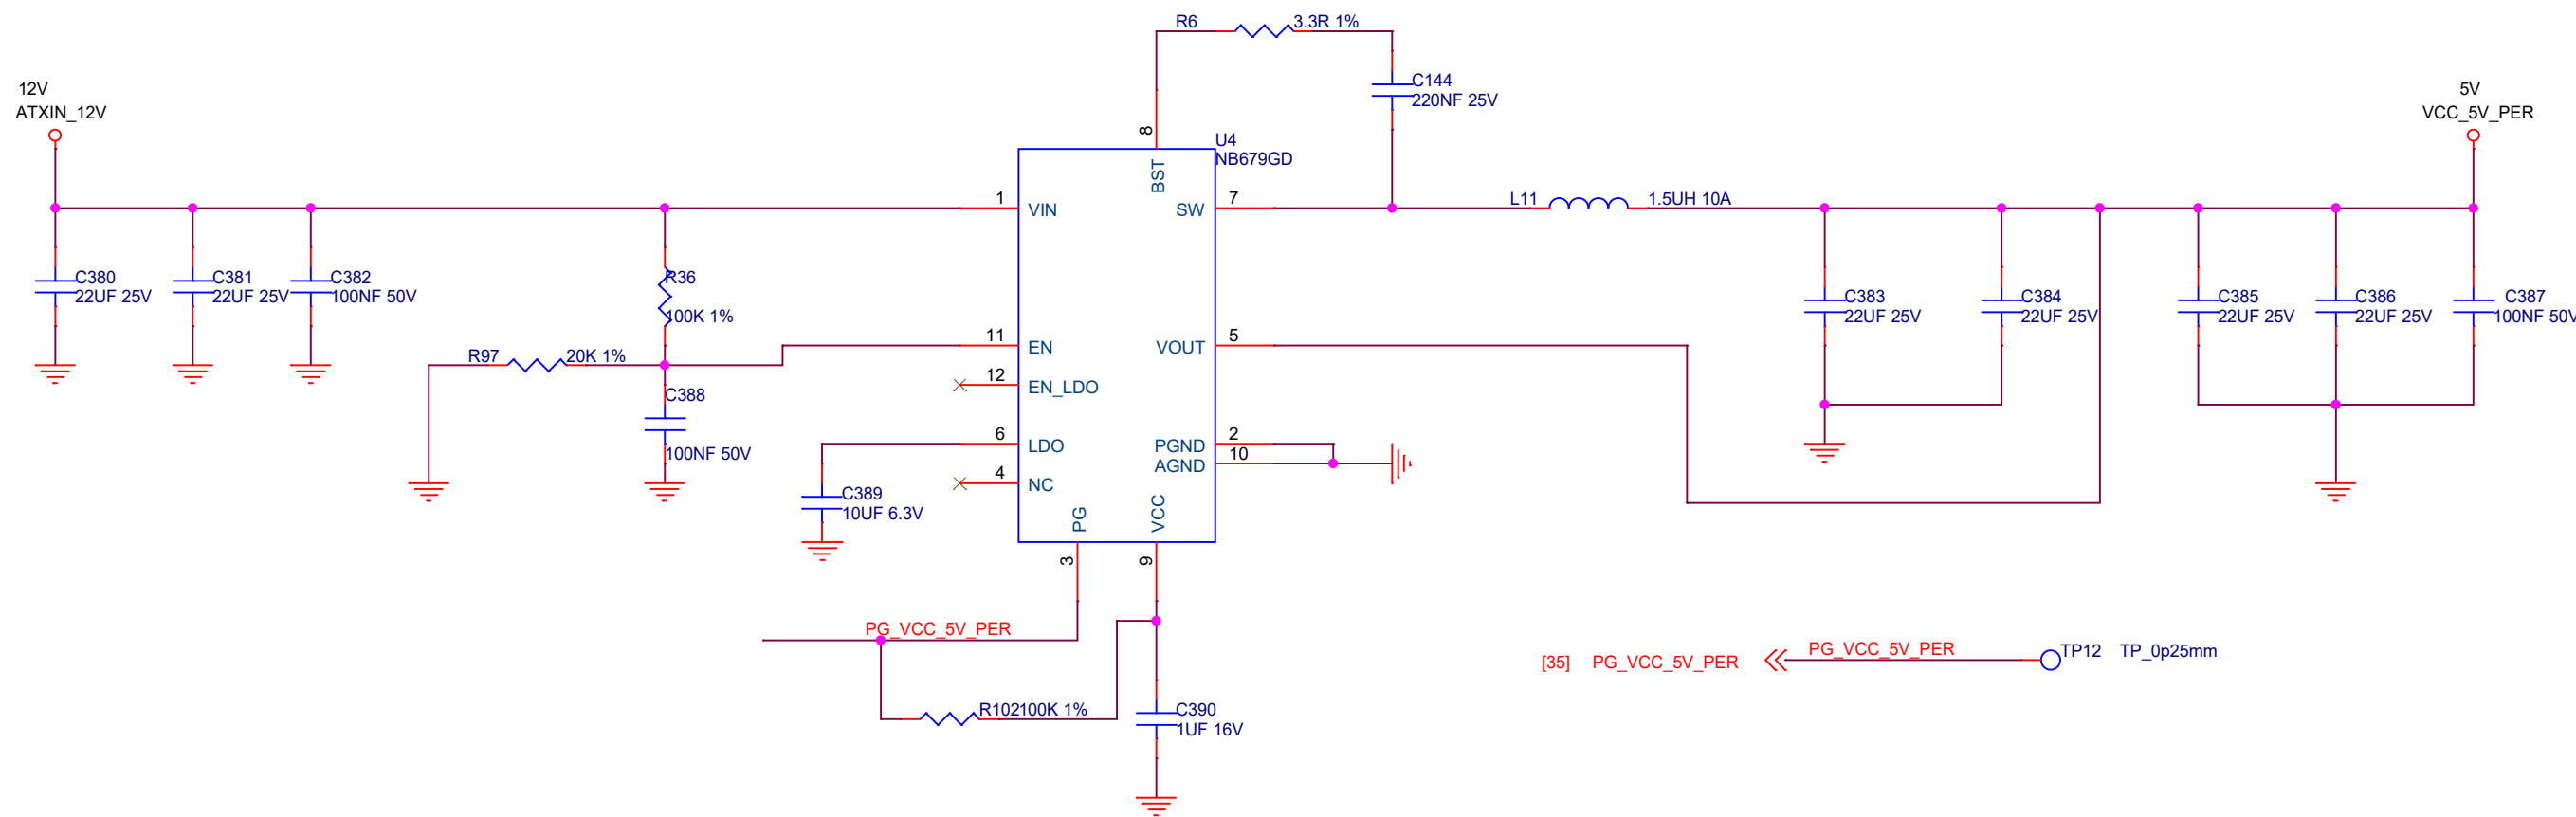 R6 3.3R 1%
12V
ATXIN_12V
C144
220NF 25V
5V
VCC_5V_PER
8
U4
NB679GD
BST
1 VIN
SW 7
L11 1.5UH 10A
C380
22UF 25V
C381
22UF 25V
C382
100NF 50V
R36
100K 1%
C383
22UF 25V
C384
22UF 25V
C385
22UF 25V
C386
22UF 25V
C387
100NF 50V
11 EN
VOUT 5
R97 20K 1%
12 EN_LDO
C388
100NF 50V
6 LDO
PGND 2
AGND 10
4 NC
C389
10UF 6.3V
PG
VCC
3
9
PG_VCC_5V_PER
[35] PG_VCC_5V_PER
PG_VCC_5V_PER
TP12 TP_0p25mm
R102100K 1%
C390
1UF 16V